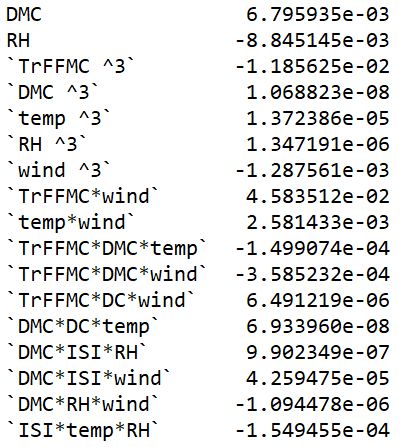 DMC 6.795935e-03
RH -8.845145e-03
`TrFFMC ^3` -1.185625e-02
`DMC ^3` 1.068823e-08
`temp ^3` 1.372386e-05
`RH ^3` 1.347191e-06
`wind ^3` -1.287561e-03
`TrFFMC*wind` 4.583512e-02
`temp*wind` 2.581433e-03
`TrFFMC*DMC*temp` -1.499074e-04
`TrFFMC*DMC*wind` -3.585232e-04
`TrFFMC*DC*wind` 6.491219e-06
`DMC*DC*temp` 6.933960e-08
`DMC*ISI*RH` 9.902349e-07
`DMC*ISI*wind` 4.259475e-05
`DMC*RH*wind` -1.094478e-06
`ISI*temp*RH` -1.549455e-04